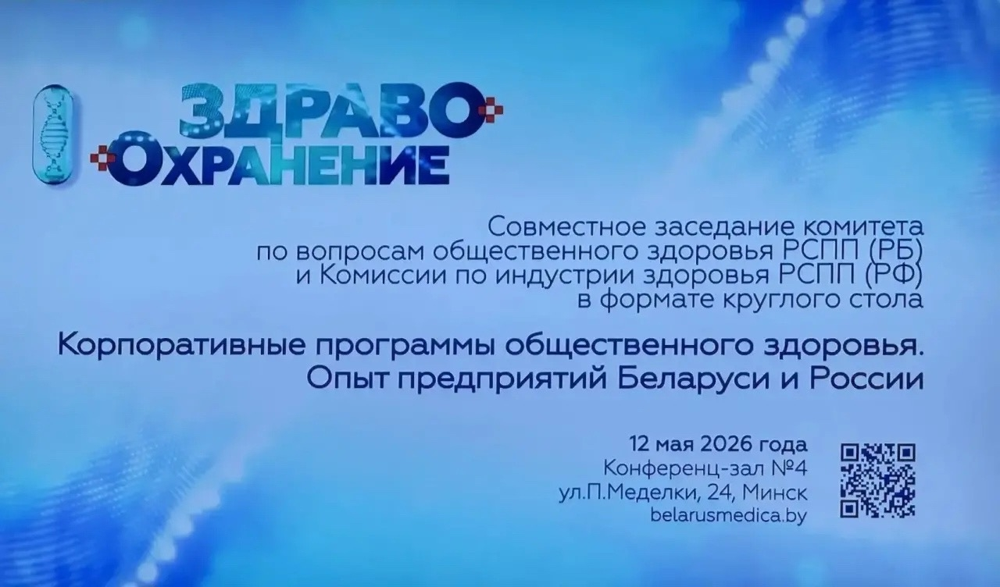 ЗДРАВО
ОХРАНЕНИЕ
Совместное заседание комитета
по вопросам общественного здоровья РСПП (РБ)
и Комиссии по индустрии здоровья РСПП (РФ)
в формате круглого стола
Корпоративные программы общественного здоровья.
Опыт предприятий Беларуси и России
12 мая 2026 года
Конференц-зал №4
ул.П.Меделки, 24, Минск
belarusmedica.by